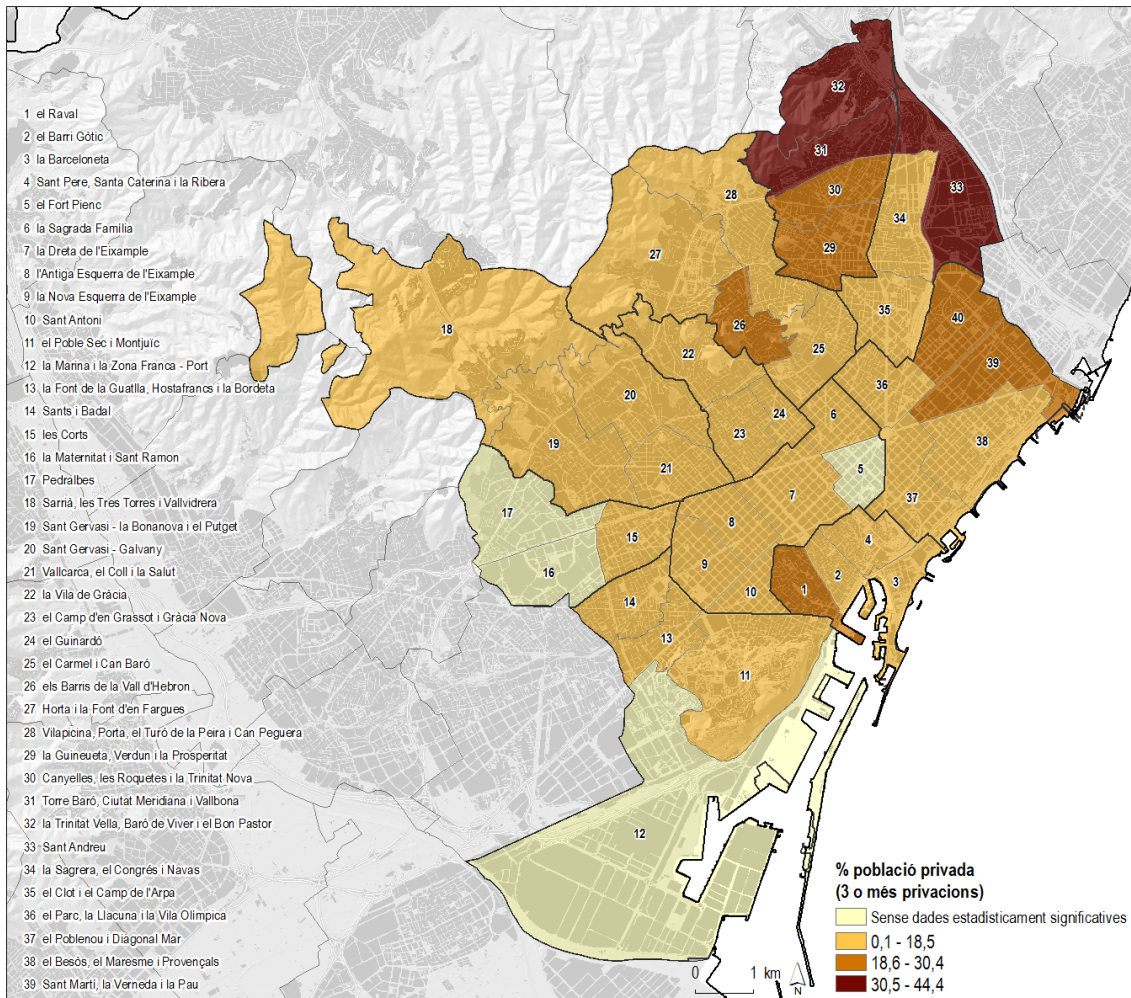 1 el Raval
2 el Barri Gòtic
3 la Barceloneta
4 Sant Pere, Santa Caterina i la Ribera
5 el Fort Pienc
6 la Sagrada Família
7 la Dreta de l'Eixample
8 l'Antiga Esquerra de l'Eixample
9 la Nova Esquerra de l'Eixample
10 Sant Antoni
11 el Poble Sec i Montjuïc
12 la Marina i la Zona Franca - Port
13 la Font de la Guatlla, Hostafrancs i la Bordeta
14 Sants i Badal
15 les Corts
16 la Maternitat i Sant Ramon
17 Pedralbes
18 Sarrià, les Tres Torres i Vallvidrera
19 Sant Gervasi - la Bonanova i el Putget
20 Sant Gervasi - Galvany
21 Vallcarca, el Coll i la Salut
22 la Vila de Gràcia
23 el Camp d'en Grassot i Gràcia Nova
24 el Guinardó
25 el Carmel i Can Baró
26 els Barris de la Vall d'Hebron
27 Horta i la Font d'en Fargues
28 Vilapicina, Porta, el Turó de la Peira i Can Peguera
29 la Guineueta, Verdun i la Prosperitat
30 Canyelles, les Roquetes i la Trinitat Nova
31 Torre Baró, Ciutat Meridiana i Vallbona
32 la Trinitat Vella, Baró de Viver i el Bon Pastor
33 Sant Andreu
34 la Sagrera, el Congrés i Navas
35 el Clot i el Camp de l'Arpa
36 el Parc, la Llacuna i la Vila Olímpica
37 el Poblenou i Diagonal Mar
38 el Besòs, el Maresme i Provençals
39 Sant Martí, la Verneda i la Pau
32
31
33
30
28
34
29
27
35
40
26
18
39
25
22
36
20
24
6
23
38
19
21
5
17
7
37
8
15
4
16
9
3
2
10
1
14
13
11
12
% població privada
(3 o més privacions)
Sense dades estadísticament significatives
0,1 - 18,5
18,6 - 30,4
30,5 - 44,4
0 1 km
N